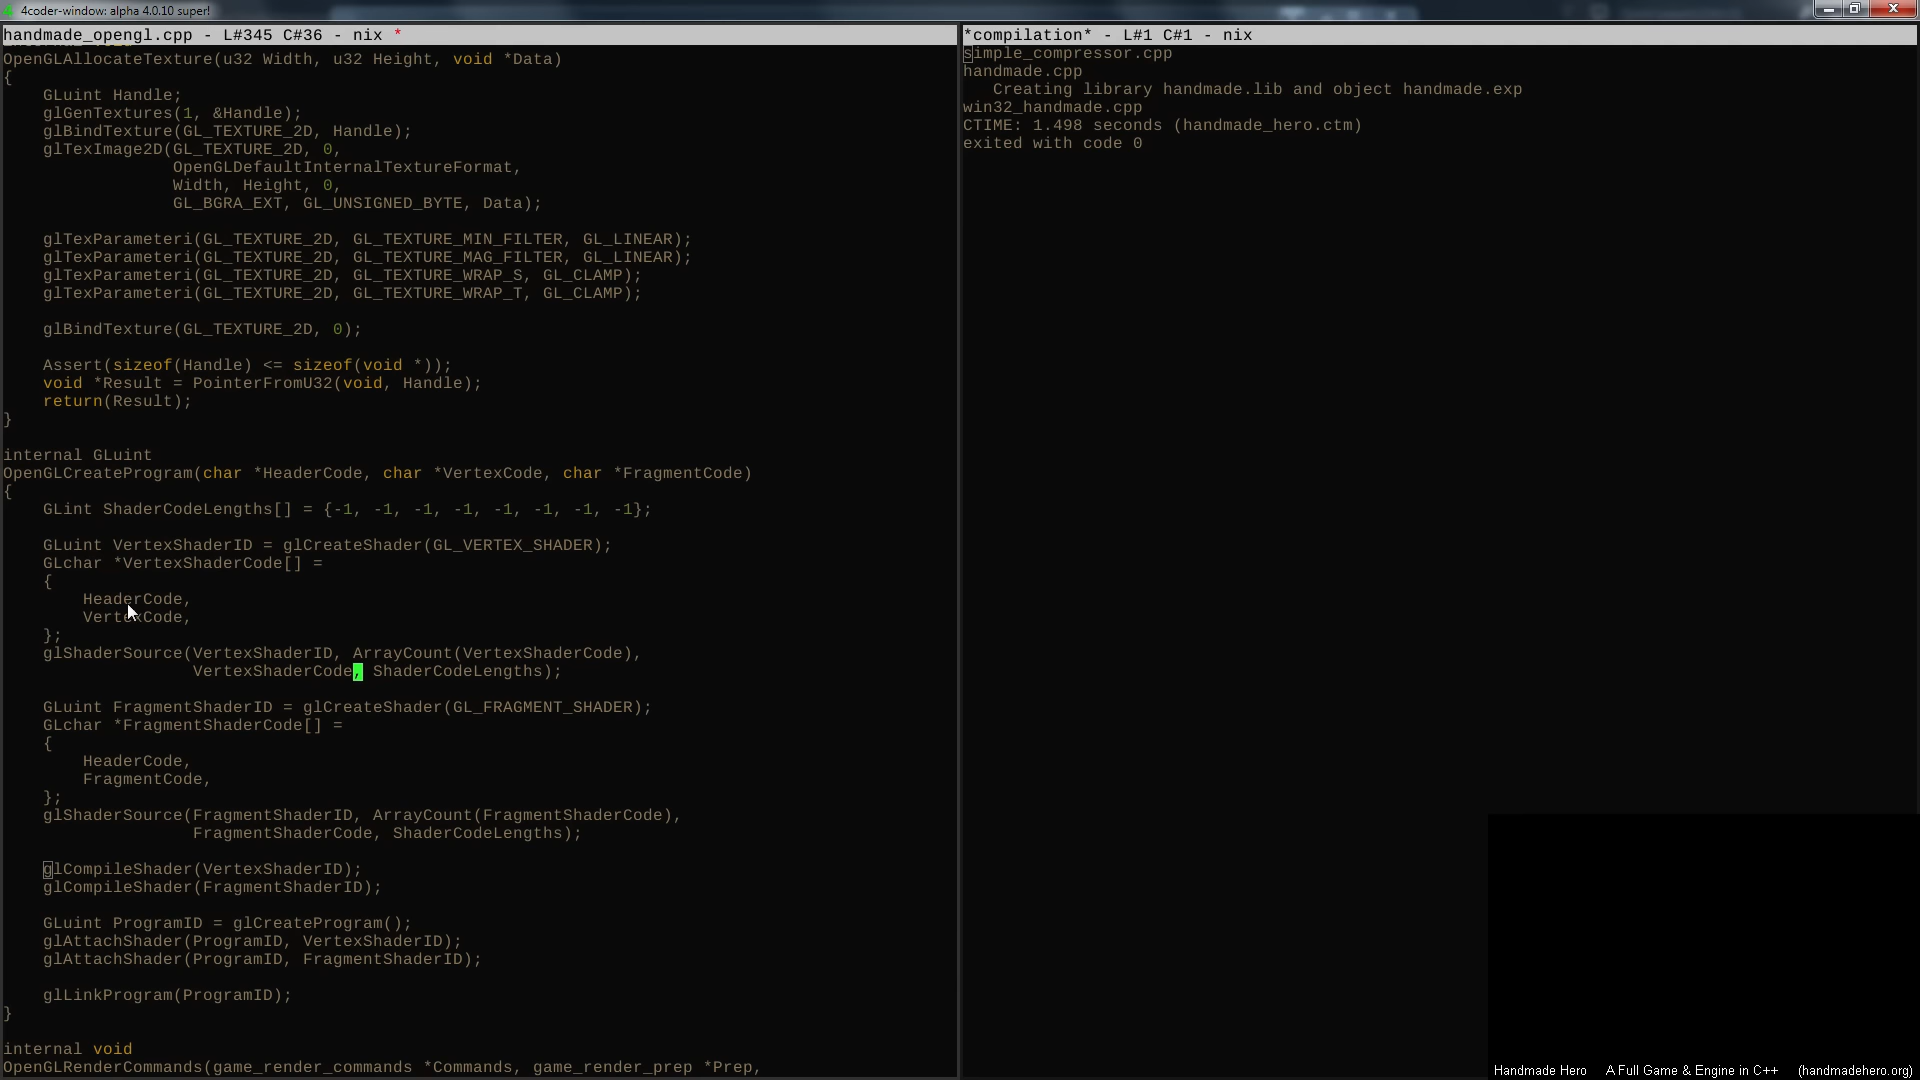 4coder-window: alpha 4.0.10 super!
handmade_opengl.cpp - L#345 C#36 - nix *
OpenGLAllocateTexture(u32 Width, u32 Height, void *Data)
{
    GLuint Handle;
    glGenTextures(1, &Handle);
    glBindTexture(GL_TEXTURE_2D, Handle);
    glTexImage2D(GL_TEXTURE_2D, 0,
                 OpenGLDefaultInternalTextureFormat,
                 Width, Height, 0,
                 GL_BGRA_EXT, GL_UNSIGNED_BYTE, Data);
    glTexParameteri(GL_TEXTURE_2D, GL_TEXTURE_MIN_FILTER, GL_LINEAR);
    glTexParameteri(GL_TEXTURE_2D, GL_TEXTURE_MAG_FILTER, GL_LINEAR);
    glTexParameteri(GL_TEXTURE_2D, GL_TEXTURE_WRAP_S, GL_CLAMP);
    glTexParameteri(GL_TEXTURE_2D, GL_TEXTURE_WRAP_T, GL_CLAMP);
    glBindTexture(GL_TEXTURE_2D, 0);
    Assert(sizeof(Handle) <= sizeof(void *));
    void *Result = PointerFromU32(void, Handle);
    return(Result);
}
internal GLuint
OpenGLCreateProgram(char *HeaderCode, char *VertexCode, char *FragmentCode)
{
    GLint ShaderCodeLengths[] = {-1, -1, -1, -1, -1, -1, -1, -1};
    GLuint VertexShaderID = glCreateShader(GL_VERTEX_SHADER);
    GLchar *VertexShaderCode[] =
    {
        HeaderCode,
        VertexCode,
    };
    glShaderSource(VertexShaderID, ArrayCount(VertexShaderCode),
                   VertexShaderCode, ShaderCodeLengths);
    GLuint FragmentShaderID = glCreateShader(GL_FRAGMENT_SHADER);
    GLchar *FragmentShaderCode[] =
    {
        HeaderCode,
        FragmentCode,
    };
    glShaderSource(FragmentShaderID, ArrayCount(FragmentShaderCode),
                   FragmentShaderCode, ShaderCodeLengths);
    glCompileShader(VertexShaderID);
    glCompileShader(FragmentShaderID);
    GLuint ProgramID = glCreateProgram();
    glAttachShader(ProgramID, VertexShaderID);
    glAttachShader(ProgramID, FragmentShaderID);
    glLinkProgram(ProgramID);
}
internal void
OpenGLRenderCommands(game_render_commands *Commands, game_render_prep *Prep,
*compilation* - L#1 C#1 - nix
simple_compressor.cpp
handmade.cpp
   Creating library handmade.lib and object handmade.exp
win32_handmade.cpp
CTIME: 1.498 seconds (handmade_hero.ctm)
exited with code 0
Handmade Hero A Full Game & Engine in C++ (handmadehero.org)